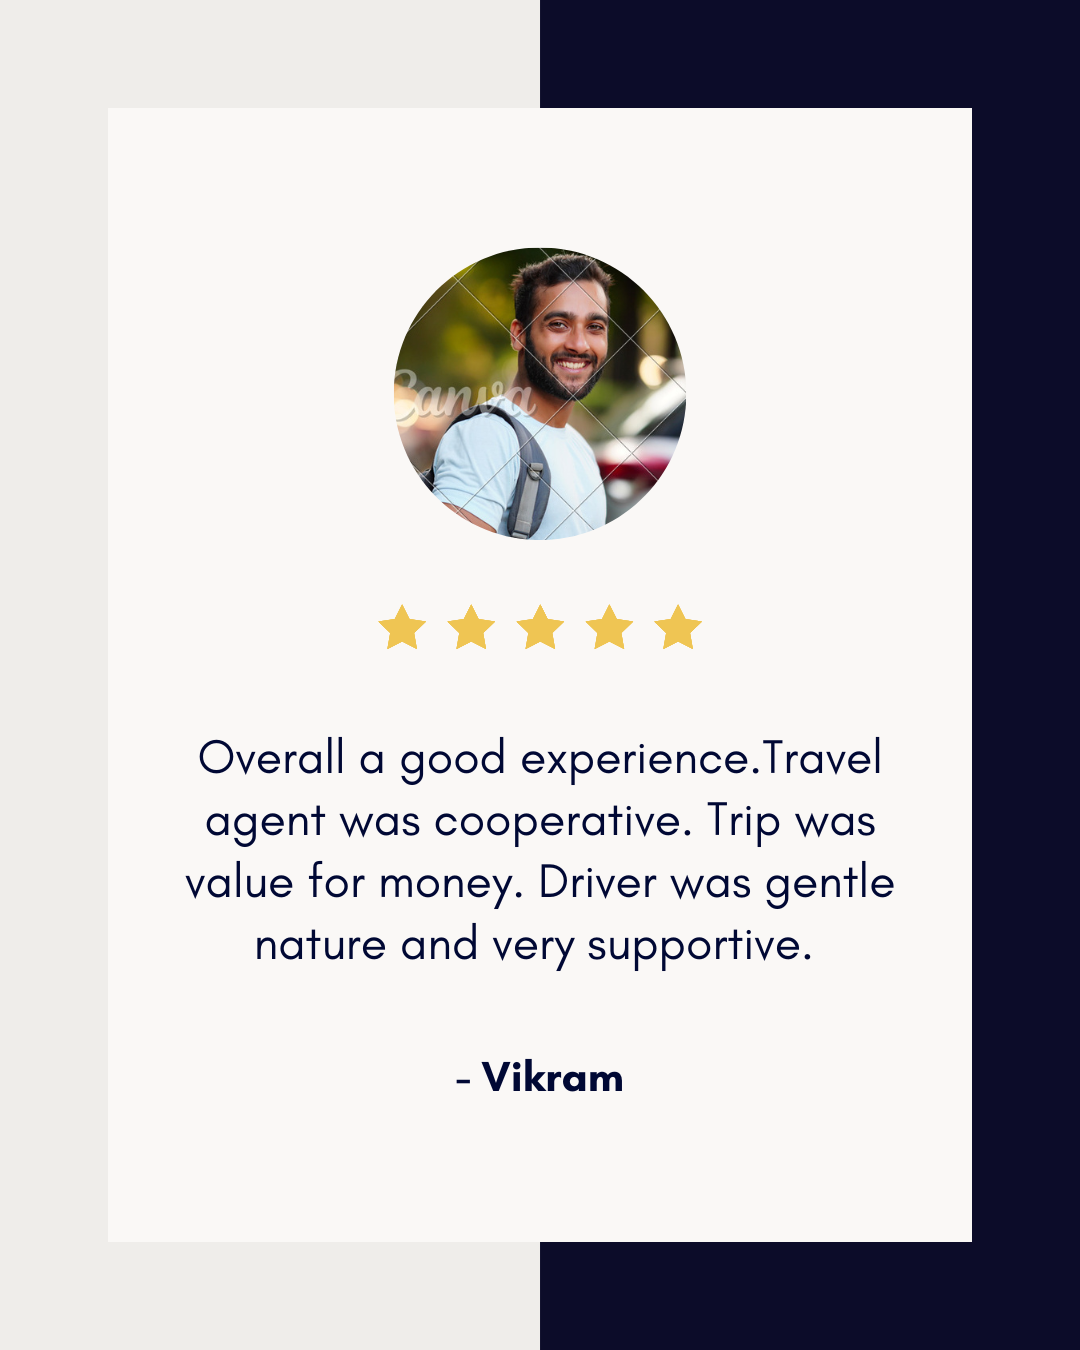 Canva
Overall a good experience.Travel
agent was cooperative. Trip was
value for money. Driver was gentle
nature and very supportive.
- Vikram